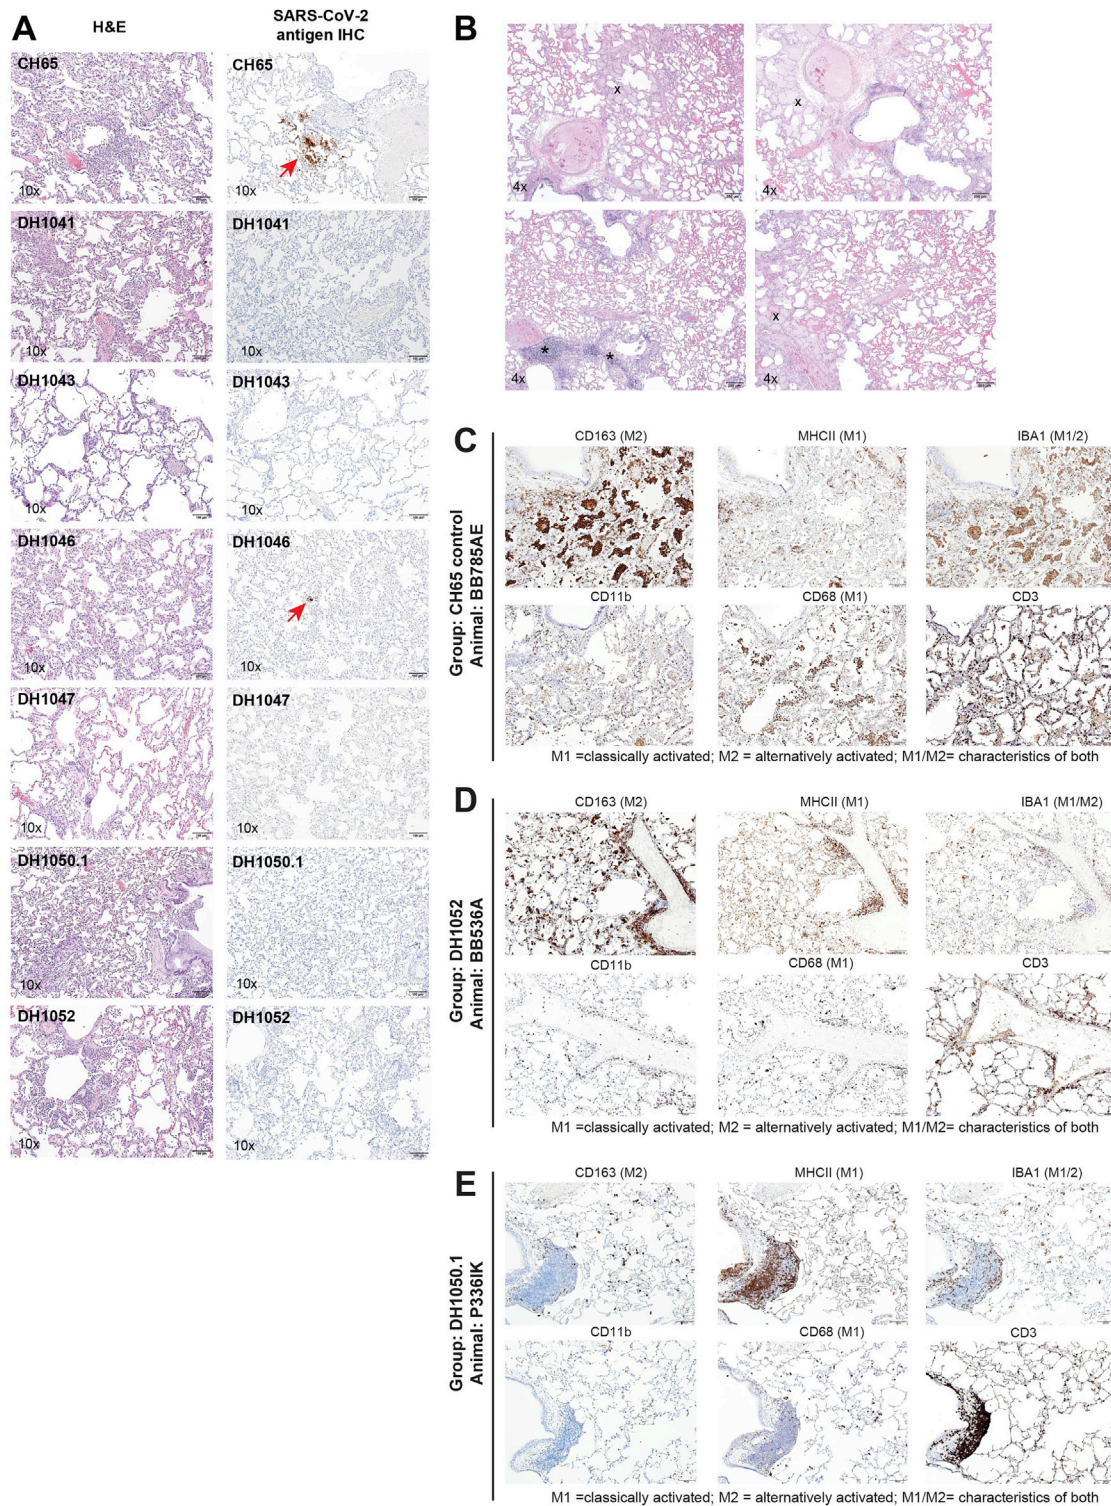 A
H&E
SARS-CoV-2
antigen IHC
CH65
10x
CH65
10x
DH1041
10x
DH1041
10x
DH1043
10x
DH1043
10x
DH1046
10x
DH1046
10x
DH1047
10x
DH1047
10x
DH1050.1
10x
DH1050.1
10x
DH1052
10x
DH1052
10x
B
x
4x
x
4x
* *
4x
x
4x
C
Group: CH65 control
Animal: BB785AE
CD163 (M2) MHCII (M1) IBA1 (M1/2)
CD11b CD68 (M1) CD3
M1 =classically activated; M2 = alternatively activated; M1/M2= characteristics of both
D
Group: DH1052
Animal: BB536A
CD163 (M2) MHCII (M1) IBA1 (M1/M2)
CD11b CD68 (M1) CD3
M1 =classically activated; M2 = alternatively activated; M1/M2= characteristics of both
E
Group: DH1050.1
Animal: P336IK
CD163 (M2) MHCII (M1) IBA1 (M1/2)
CD11b CD68 (M1) CD3
M1 =classically activated; M2 = alternatively activated; M1/M2= characteristics of both